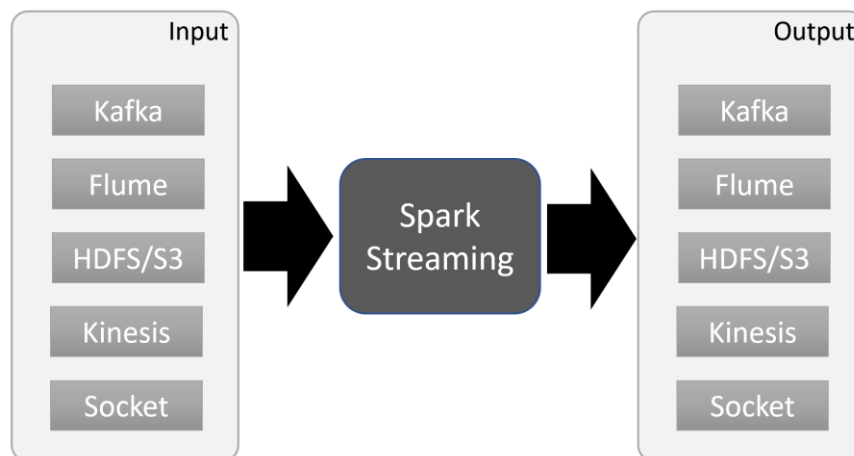 Input
Kafka
Flume
HDFS/S3
Kinesis
Socket
Spark
Streaming
Output
Kafka
Flume
HDFS/S3
Kinesis
Socket